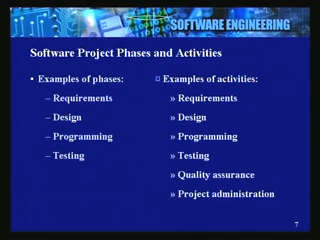 SOFTWARE ENGINEERING
Software Project Phases and Activities
• Examples of phases:
– Requirements
– Design
– Programming
– Testing
¤ Examples of activities:
» Requirements
» Design
» Programming
» Testing
» Quality assurance
» Project administration
7